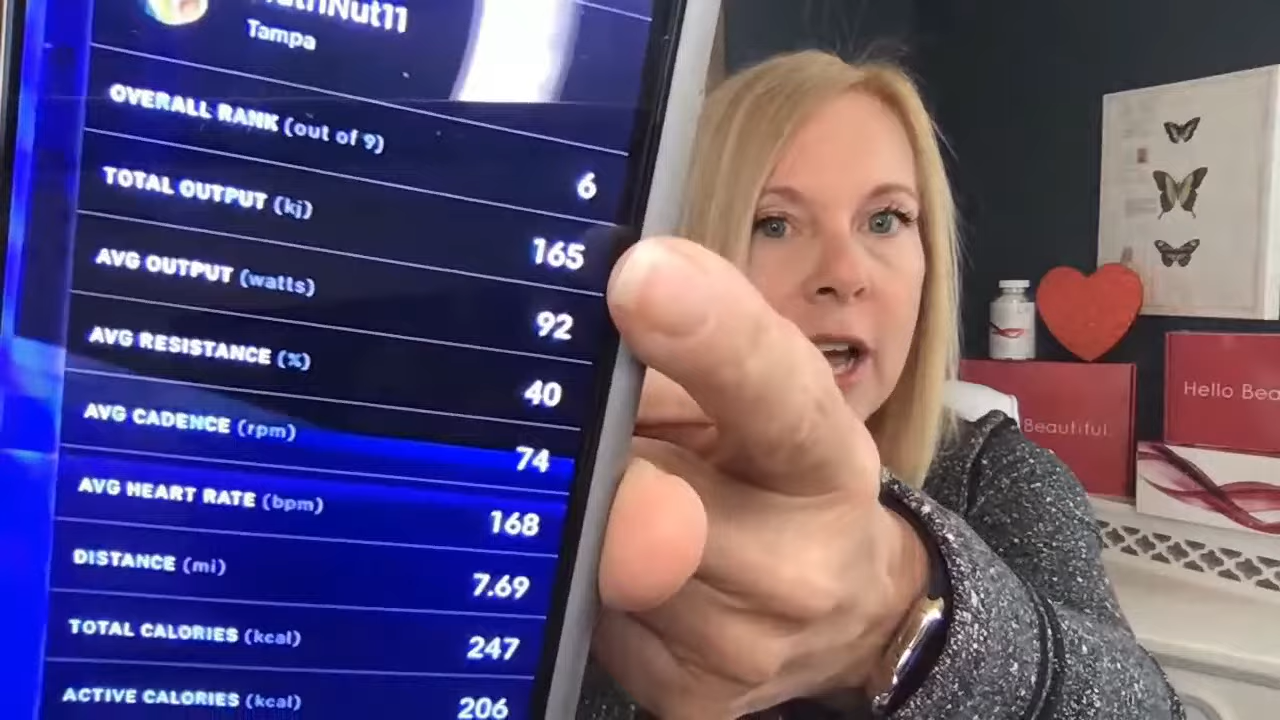 Tampa
OVERALL RANK (out of 9)
6
TOTAL OUTPUT (kj)
165
AVG OUTPUT (watts)
92
AVG RESISTANCE (%)
40
AVG CADENCE (rpm)
74
AVG HEART RATE (bpm)
168
DISTANCE (mi)
7.69
TOTAL CALORIES (kcal)
247
ACTIVE CALORIES (kcal)
206
Beautiful.
Hello Bea